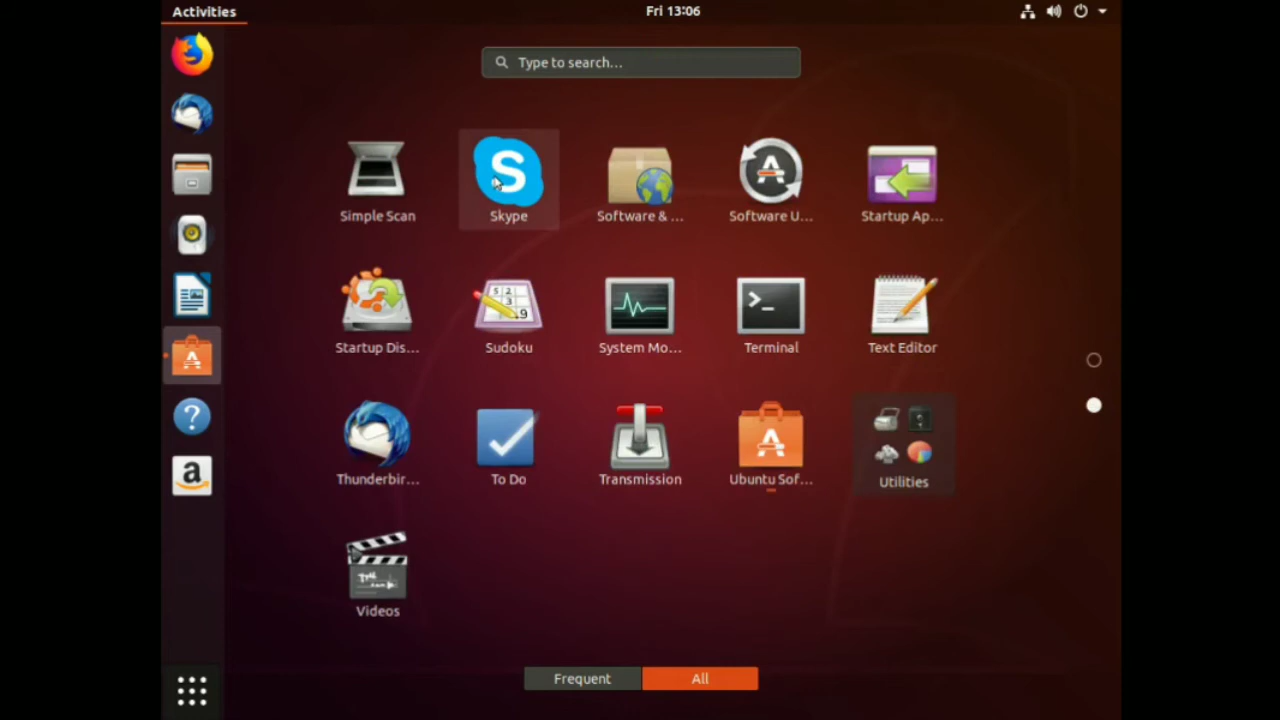 Activities
Fri 13:06
Type to search...
Simple Scan
Skype
Software & ...
Software U...
Startup Ap...
Startup Dis...
Sudoku
System Mo...
Terminal
Text Editor
Thunderbir...
To Do
Transmission
Ubuntu Sof...
Utilities
Videos
Frequent
All